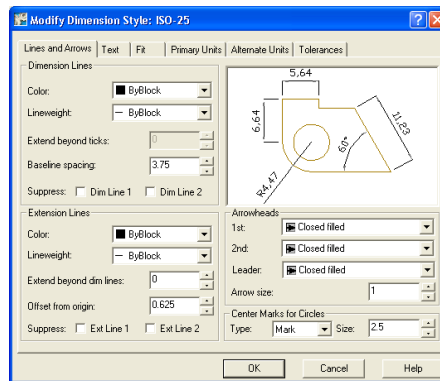 Modify Dimension Style: ISO-25
Lines and Arrows Text Fit Primary Units Alternate Units Tolerances
Dimension Lines
Color: ByBlock
Lineweight: ByBlock
Extend beyond ticks: 0
Baseline spacing: 3.75
Suppress: Dim Line 1 Dim Line 2
Extension Lines
Color: ByBlock
Lineweight: ByBlock
Extend beyond dim lines: 0
Offset from origin: 0.625
Suppress: Ext Line 1 Ext Line 2
5,64
6,64
11,23
60°
R4,47
Arrowheads
1st: Closed filled
2nd: Closed filled
Leader: Closed filled
Arrow size: 1
Center Marks for Circles
Type: Mark Size: 2.5
OK Cancel Help